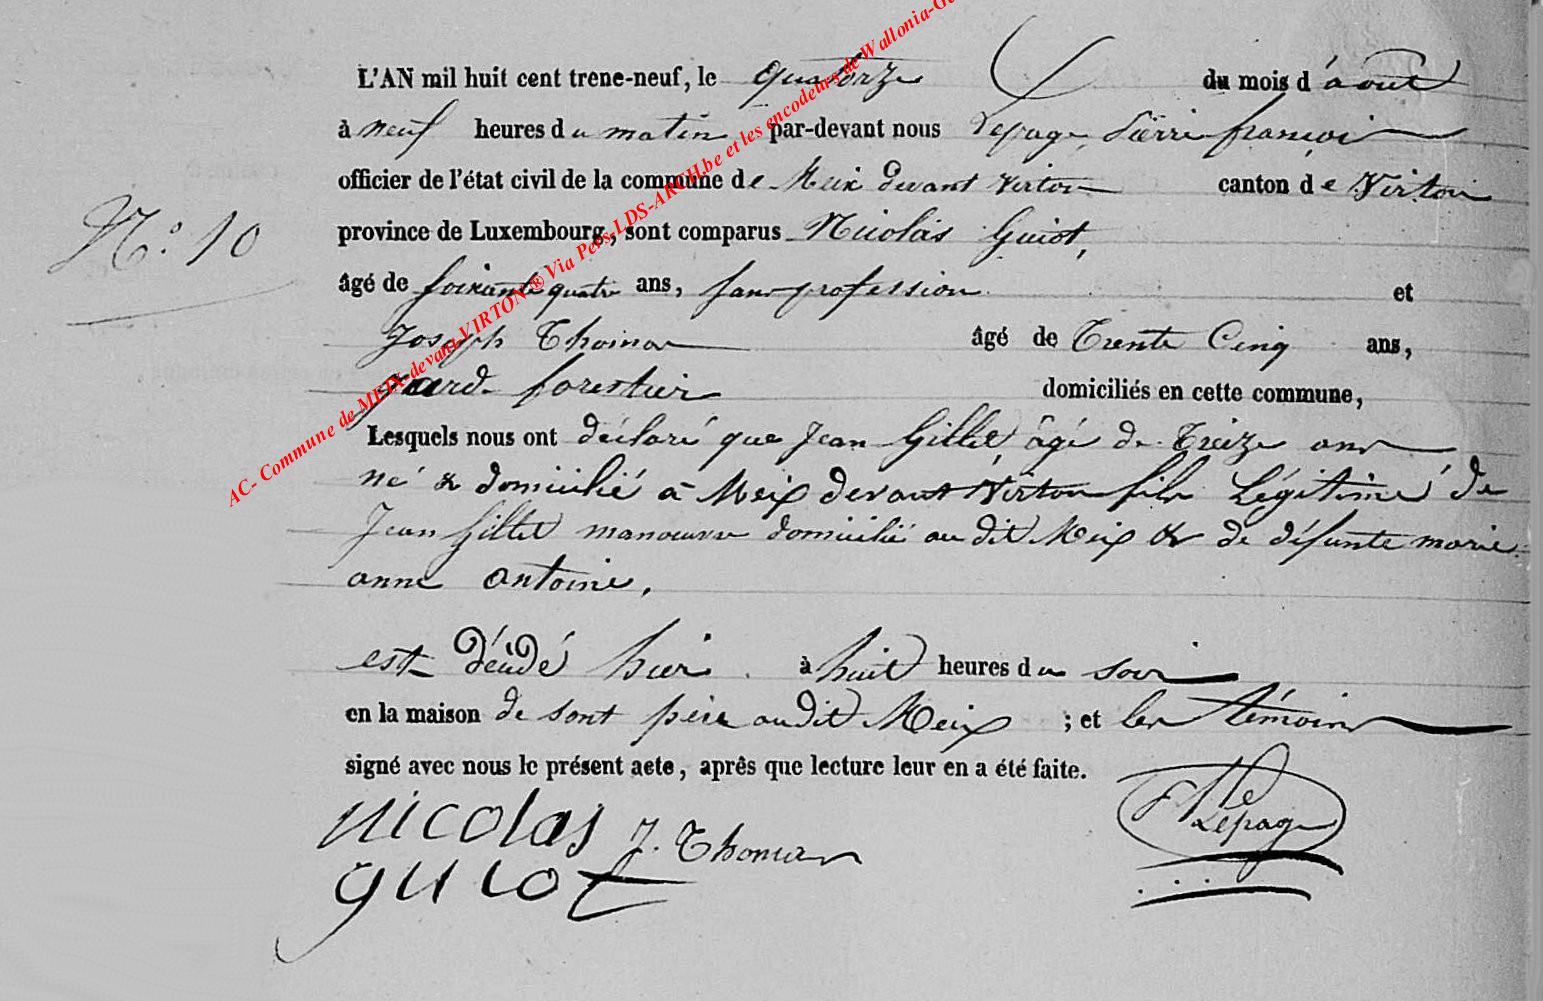 L'AN mil huit cent trene-neuf, le quatorze du mois d'aout
à neuf heures du matin par-devant nous Lepage, Pierre françois
officier de l'état civil de la commune de Meix devant virton canton de Virton
N.° 10
province de Luxembourg, sont comparus Nicolas Guiot,
âgé de soixante quatre ans, sans profession et
Joseph Thomas âgé de Trente Cinq ans,
gard forestier domiciliés en cette commune,
Lesquels nous ont déclaré que Jean Gillet, âgé de Treize ans
né & domicilié à Meix devant Virton fils Légitime de
Jean Gillet manoeuvre domicilié au dit Meix & de défunte marie
anne antoine,
est décédé hier à huit heures du soir
en la maison de sont père audit Meix ; et les témoins
signé avec nous le présent acte, après que lecture leur en a été faite.
nicolas J. Thomas
guiot
Lepage
AC- Commune de MEIX-devant-VIRTON ® Via Pers-LDS-ARCH.be et les encodeurs de Wallonia-G